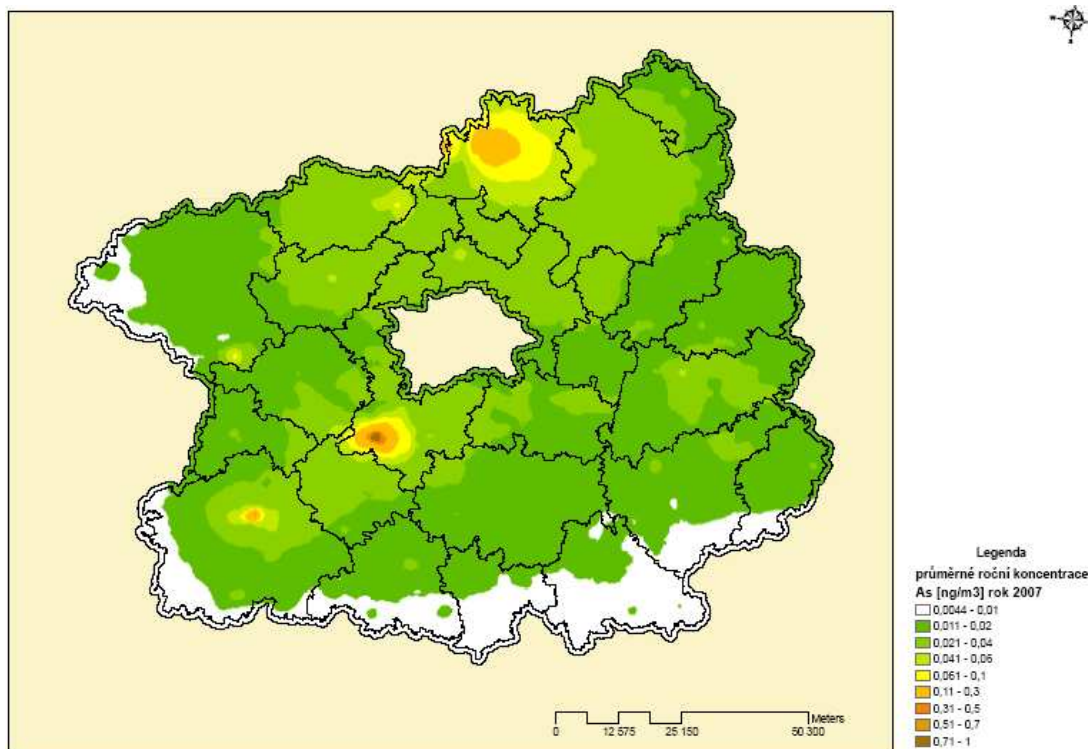 Meters
0 12 575 25 150 50 300
Legenda
průměrné roční koncentrace
As [ng/m3] rok 2007
0,0044 - 0,01
0,011 - 0,02
0,021 - 0,04
0,041 - 0,06
0,061 - 0,1
0,11 - 0,3
0,31 - 0,5
0,51 - 0,7
0,71 - 1